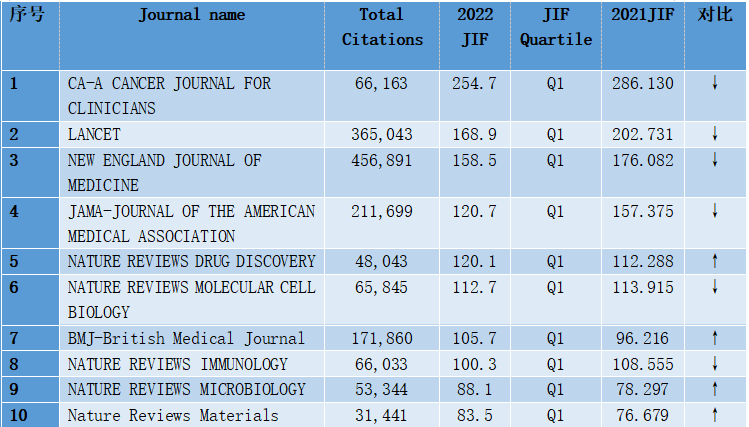 序号 Journal name Total Citations 2022 JIF JIF Quartile 2021JIF 对比
1 CA-A CANCER JOURNAL FOR CLINICIANS 66,163 254.7 Q1 286.130 ↓
2 LANCET 365,043 168.9 Q1 202.731 ↓
3 NEW ENGLAND JOURNAL OF MEDICINE 456,891 158.5 Q1 176.082 ↓
4 JAMA-JOURNAL OF THE AMERICAN MEDICAL ASSOCIATION 211,699 120.7 Q1 157.375 ↓
5 NATURE REVIEWS DRUG DISCOVERY 48,043 120.1 Q1 112.288 ↑
6 NATURE REVIEWS MOLECULAR CELL BIOLOGY 65,845 112.7 Q1 113.915 ↓
7 BMJ-British Medical Journal 171,860 105.7 Q1 96.216 ↑
8 NATURE REVIEWS IMMUNOLOGY 66,033 100.3 Q1 108.555 ↓
9 NATURE REVIEWS MICROBIOLOGY 53,344 88.1 Q1 78.297 ↑
10 Nature Reviews Materials 31,441 83.5 Q1 76.679 ↑